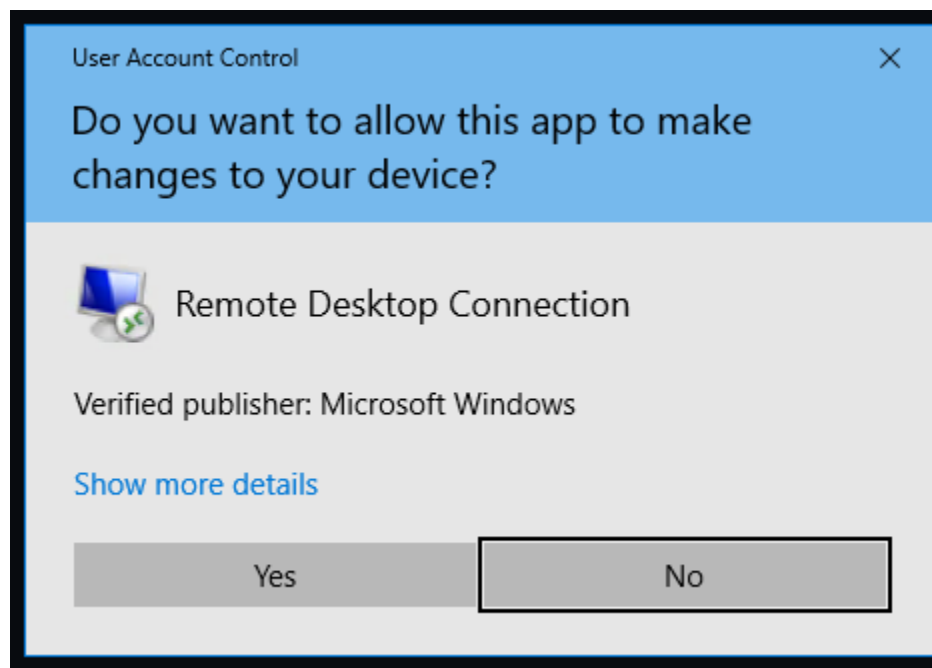 User Account Control
Do you want to allow this app to make
changes to your device?
Remote Desktop Connection
Verified publisher: Microsoft Windows
Show more details
Yes
No